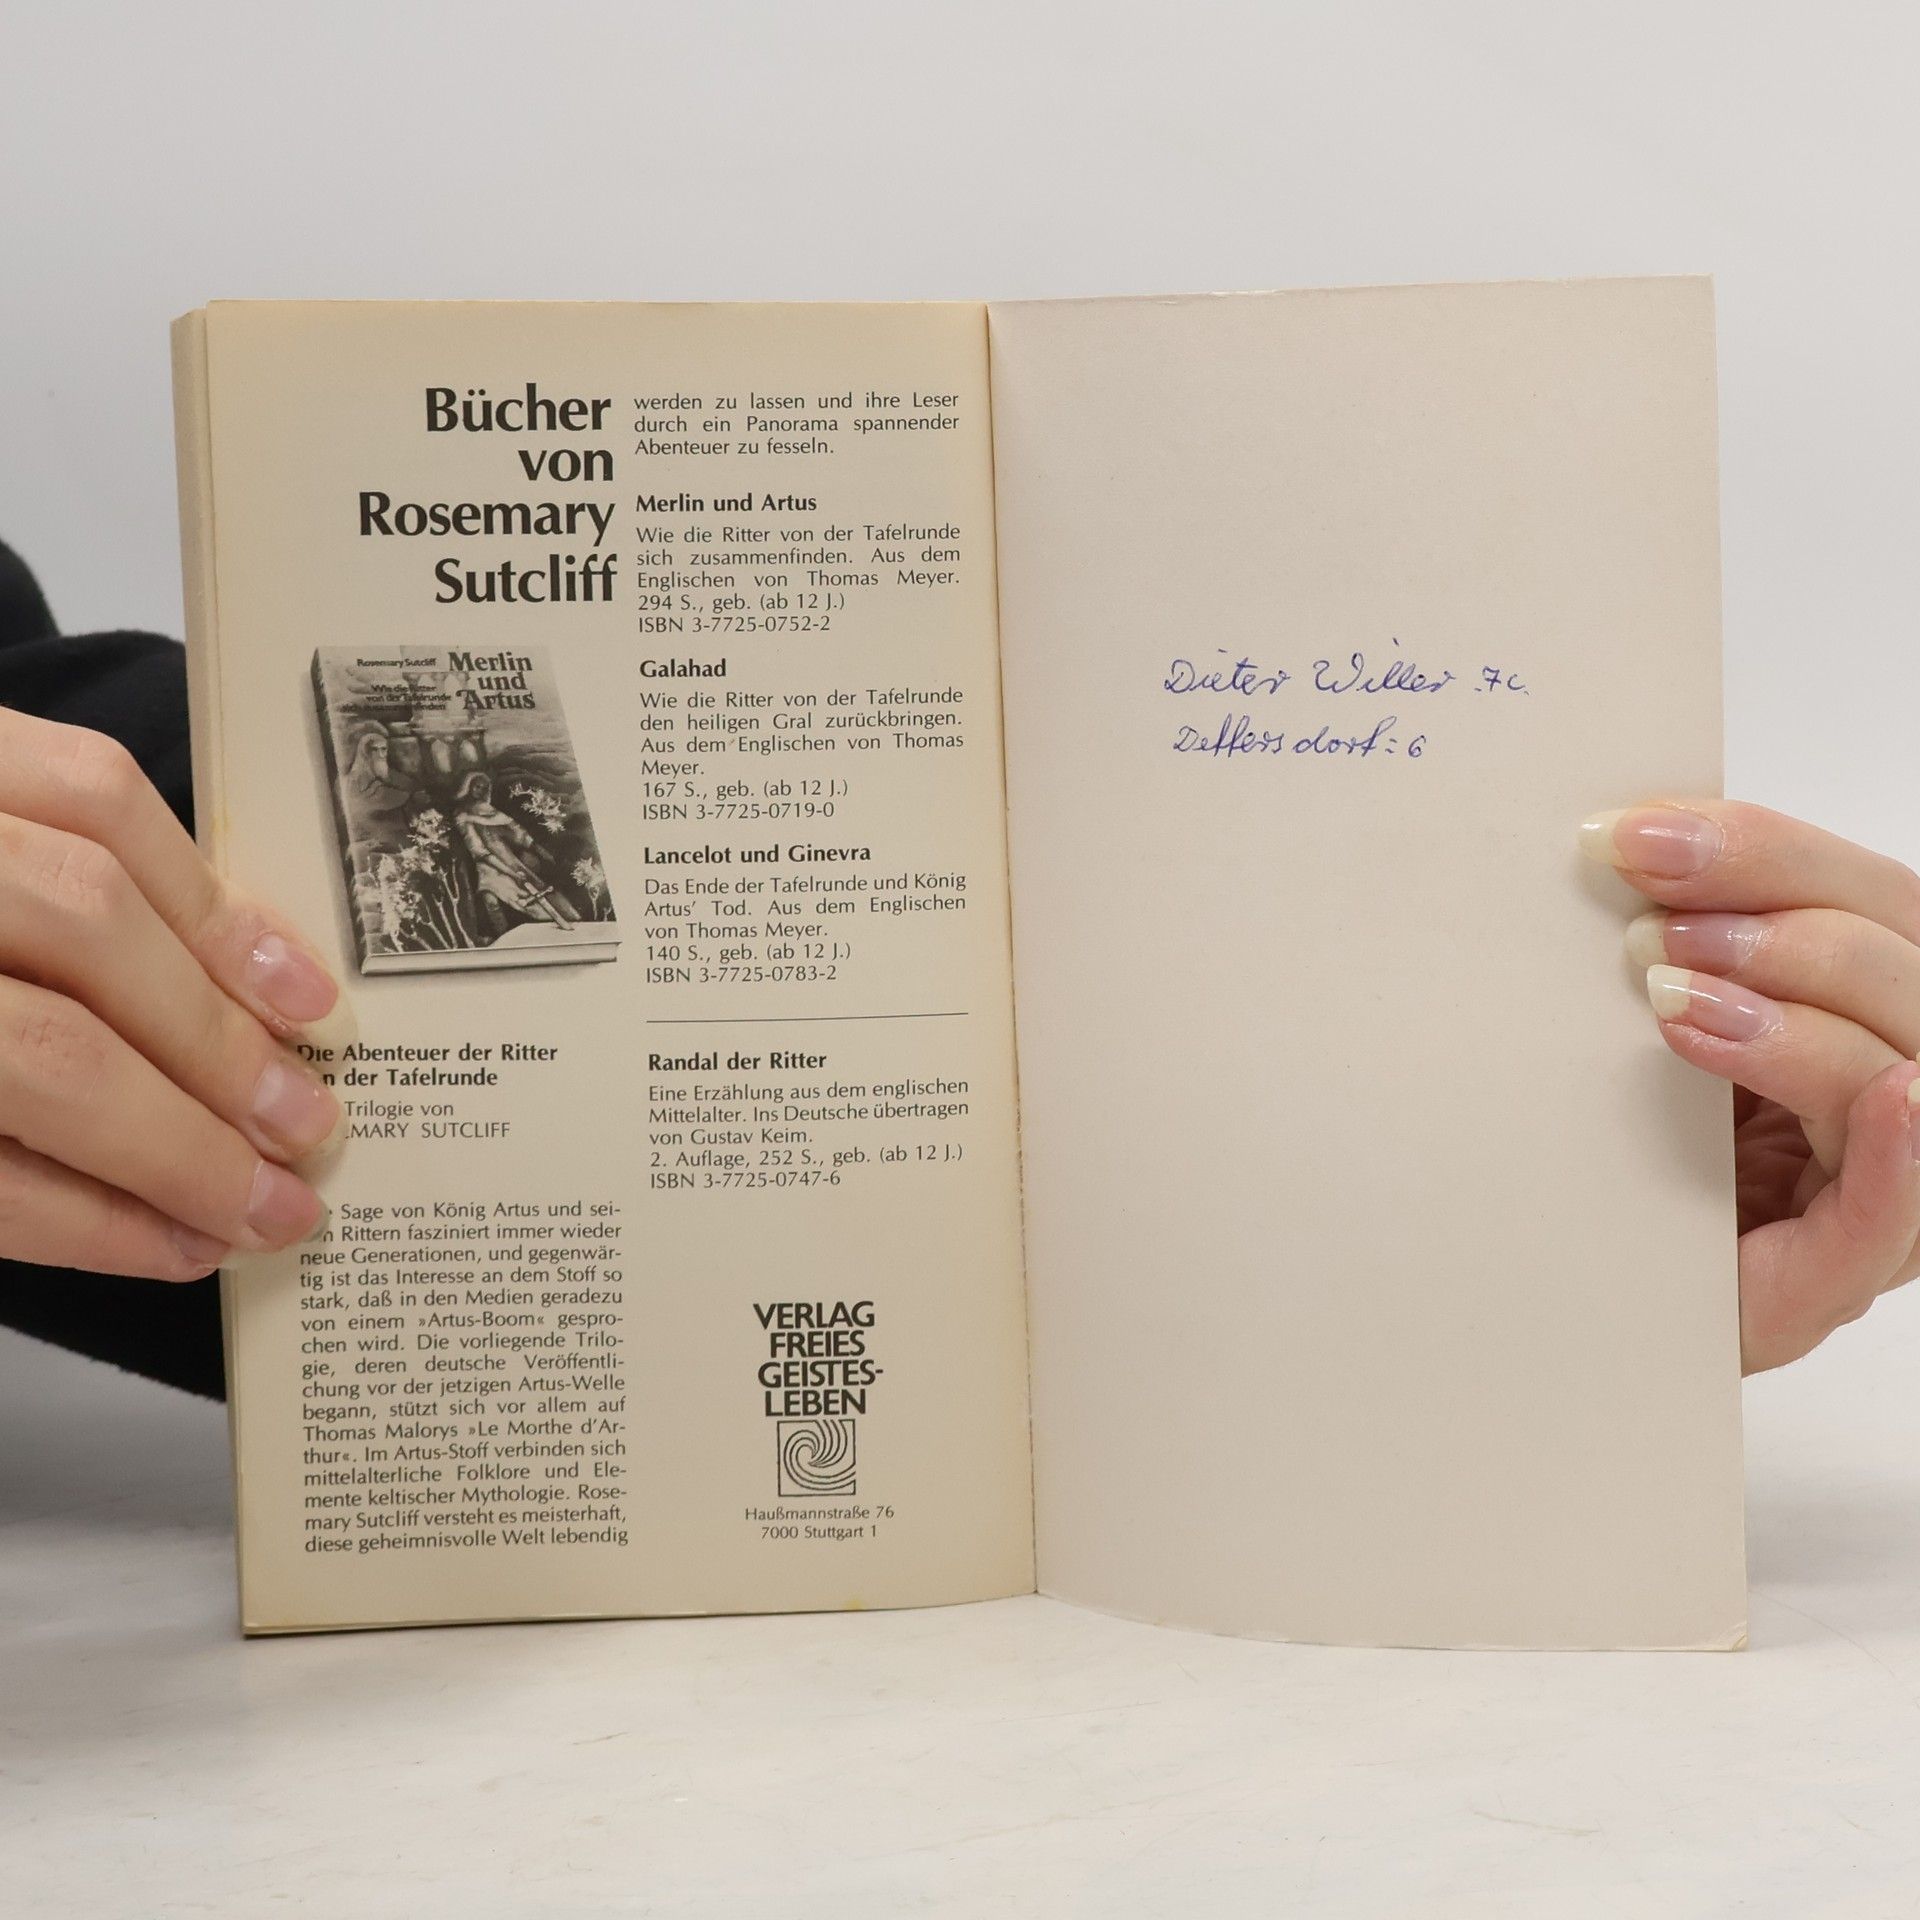 Bücher
von
Rosemary
Sutcliff
Rosemary Sutcliff Merlin
und
Artus
Wie die Ritter
von der Tafelrunde
sich zusammenfinden
Die Abenteuer der Ritter
n der Tafelrunde
Trilogie von
MARY SUTCLIFF
Sage von König Artus und sei-
n Rittern fasziniert immer wieder
neue Generationen, und gegenwär-
tig ist das Interesse an dem Stoff so
stark, daß in den Medien geradezu
von einem »Artus-Boom« gespro-
chen wird. Die vorliegende Trilo-
gie, deren deutsche Veröffentli-
chung vor der jetzigen Artus-Welle
begann, stützt sich vor allem auf
Thomas Malorys »Le Morthe d'Ar-
thur«. Im Artus-Stoff verbinden sich
mittelalterliche Folklore und Ele-
mente keltischer Mythologie. Rose-
mary Sutcliff versteht es meisterhaft,
diese geheimnisvolle Welt lebendig
werden zu lassen und ihre Leser
durch ein Panorama spannender
Abenteuer zu fesseln.
Merlin und Artus
Wie die Ritter von der Tafelrunde
sich zusammenfinden. Aus dem
Englischen von Thomas Meyer.
294 S., geb. (ab 12 J.)
ISBN 3-7725-0752-2
Galahad
Wie die Ritter von der Tafelrunde
den heiligen Gral zurückbringen.
Aus dem Englischen von Thomas
Meyer.
167 S., geb. (ab 12 J.)
ISBN 3-7725-0719-0
Lancelot und Ginevra
Das Ende der Tafelrunde und König
Artus' Tod. Aus dem Englischen
von Thomas Meyer.
140 S., geb. (ab 12 J.)
ISBN 3-7725-0783-2
Randal der Ritter
Eine Erzählung aus dem englischen
Mittelalter. Ins Deutsche übertragen
von Gustav Keim.
2. Auflage, 252 S., geb. (ab 12 J.)
ISBN 3-7725-0747-6
VERLAG
FREIES
GEISTES-
LEBEN
Haußmannstraße 76
7000 Stuttgart 1
Dieter Willer 7c.
6